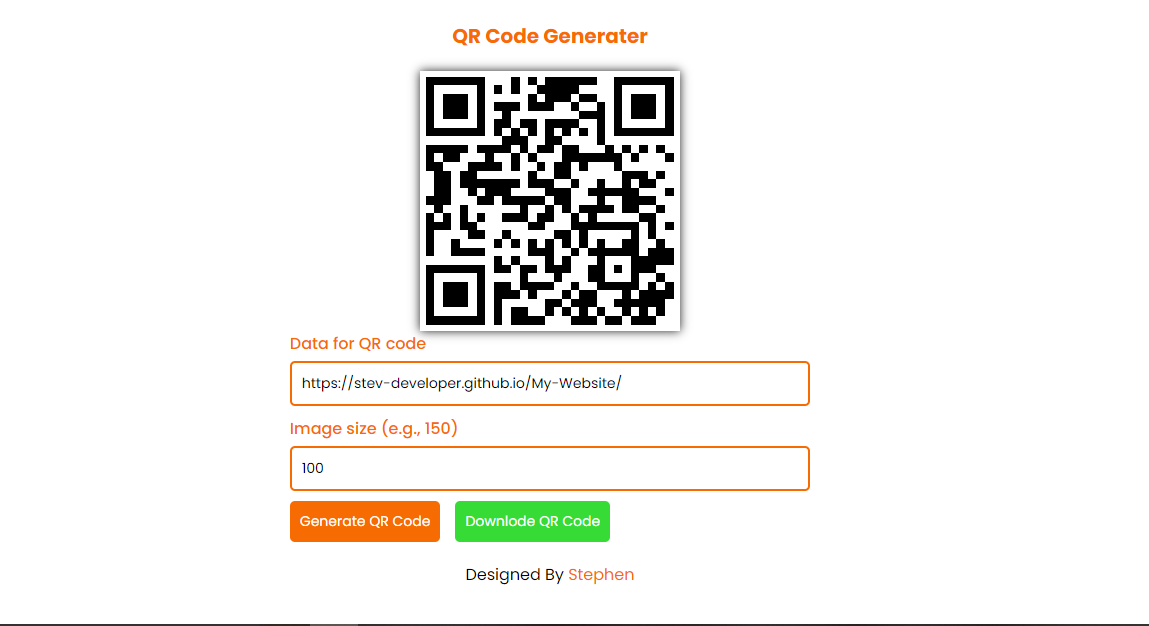 QR Code Generater
Data for QR code
https://stev-developer.github.io/My-Website/
Image size (e.g., 150)
100
Generate QR Code
Downlode QR Code
Designed By Stephen